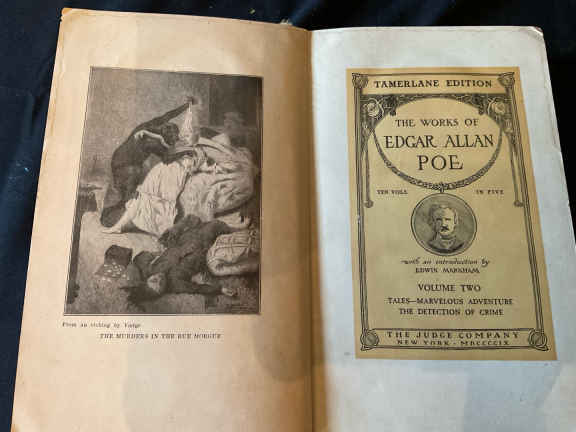 From an etching by Vierge
THE MURDERS IN THE RUE MORGUE
TAMERLANE EDITION
THE WORKS OF
EDGAR ALLAN
POE
TEN VOLS. IN FIVE
with an introduction by
EDWIN MARKHAM
VOLUME TWO
TALES—MARVELOUS ADVENTURE
THE DETECTION OF CRIME
THE JUDGE COMPANY
NEW YORK - MDCCCCIX